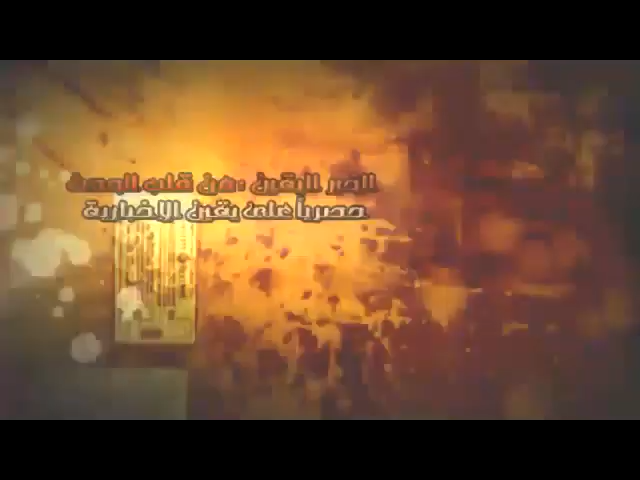 الخبر اليقين : من قلب الحدث
حصرياً على يقين الإخبارية